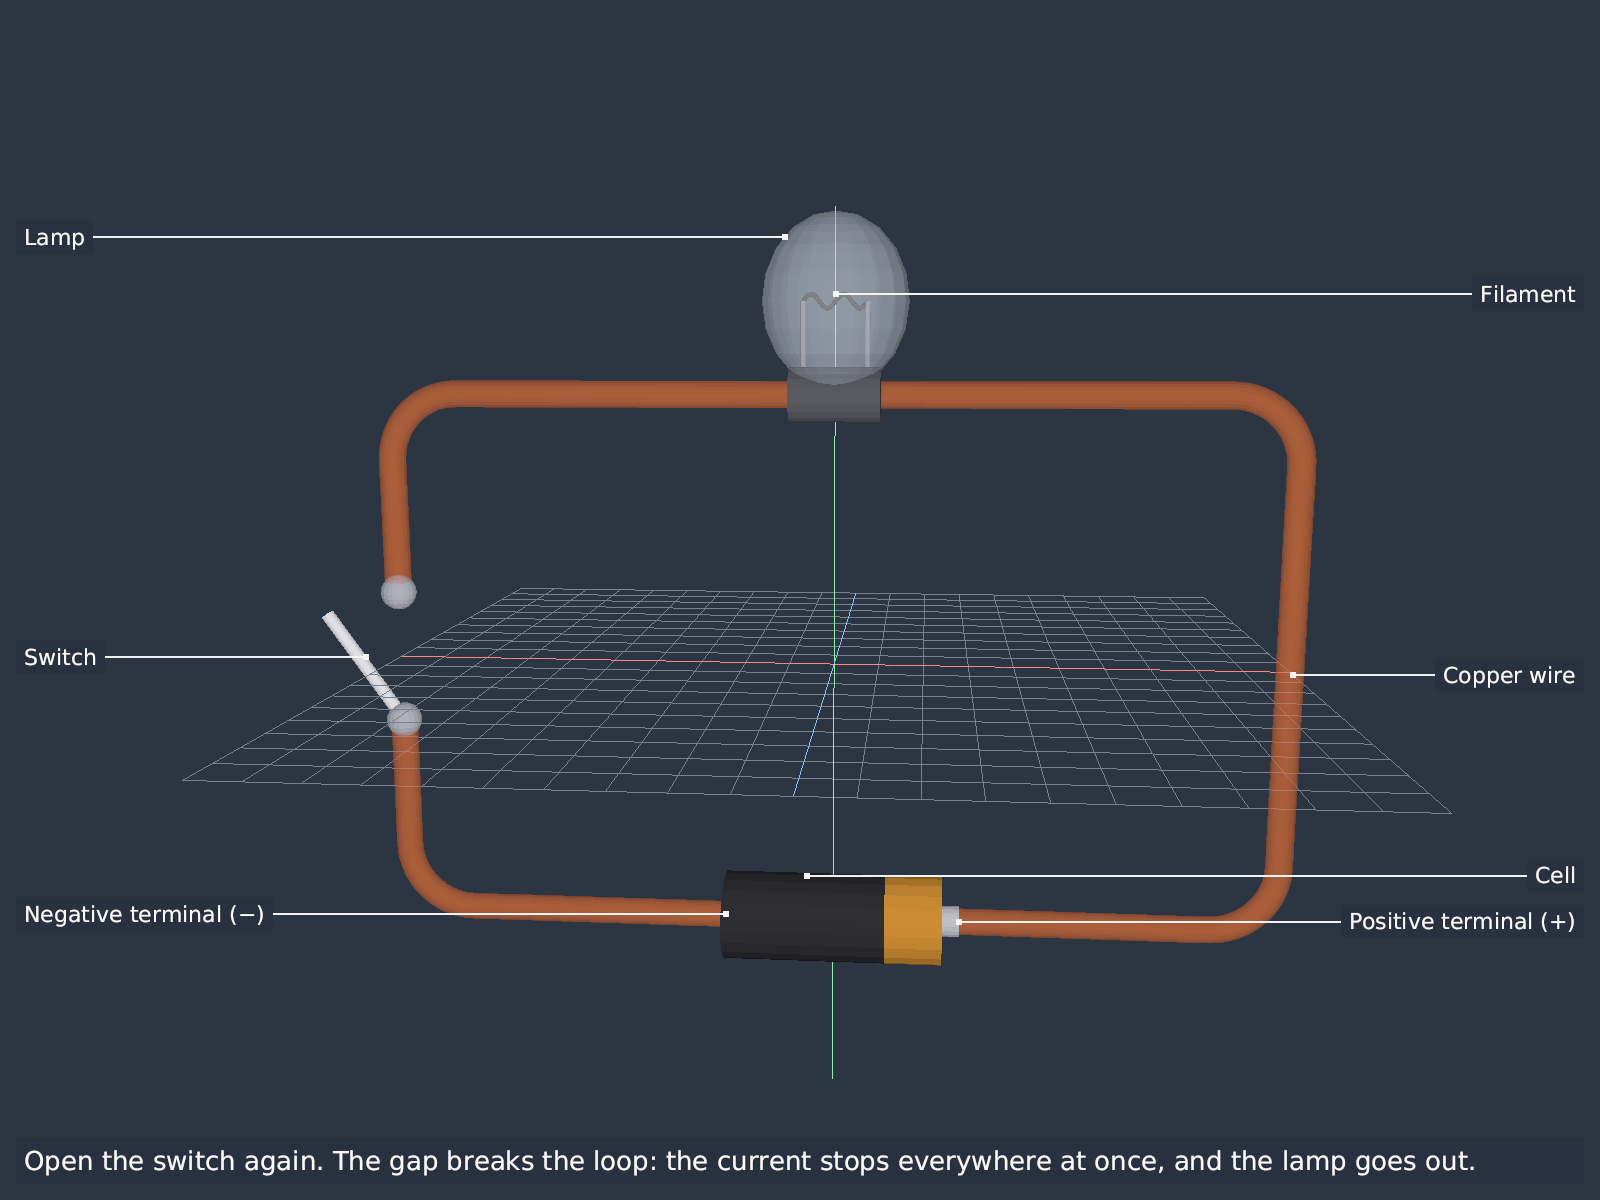 Lamp
Filament
Switch
Copper wire
Cell
Negative terminal (−)
Positive terminal (+)
Open the switch again. The gap breaks the loop: the current stops everywhere at once, and the lamp goes out.